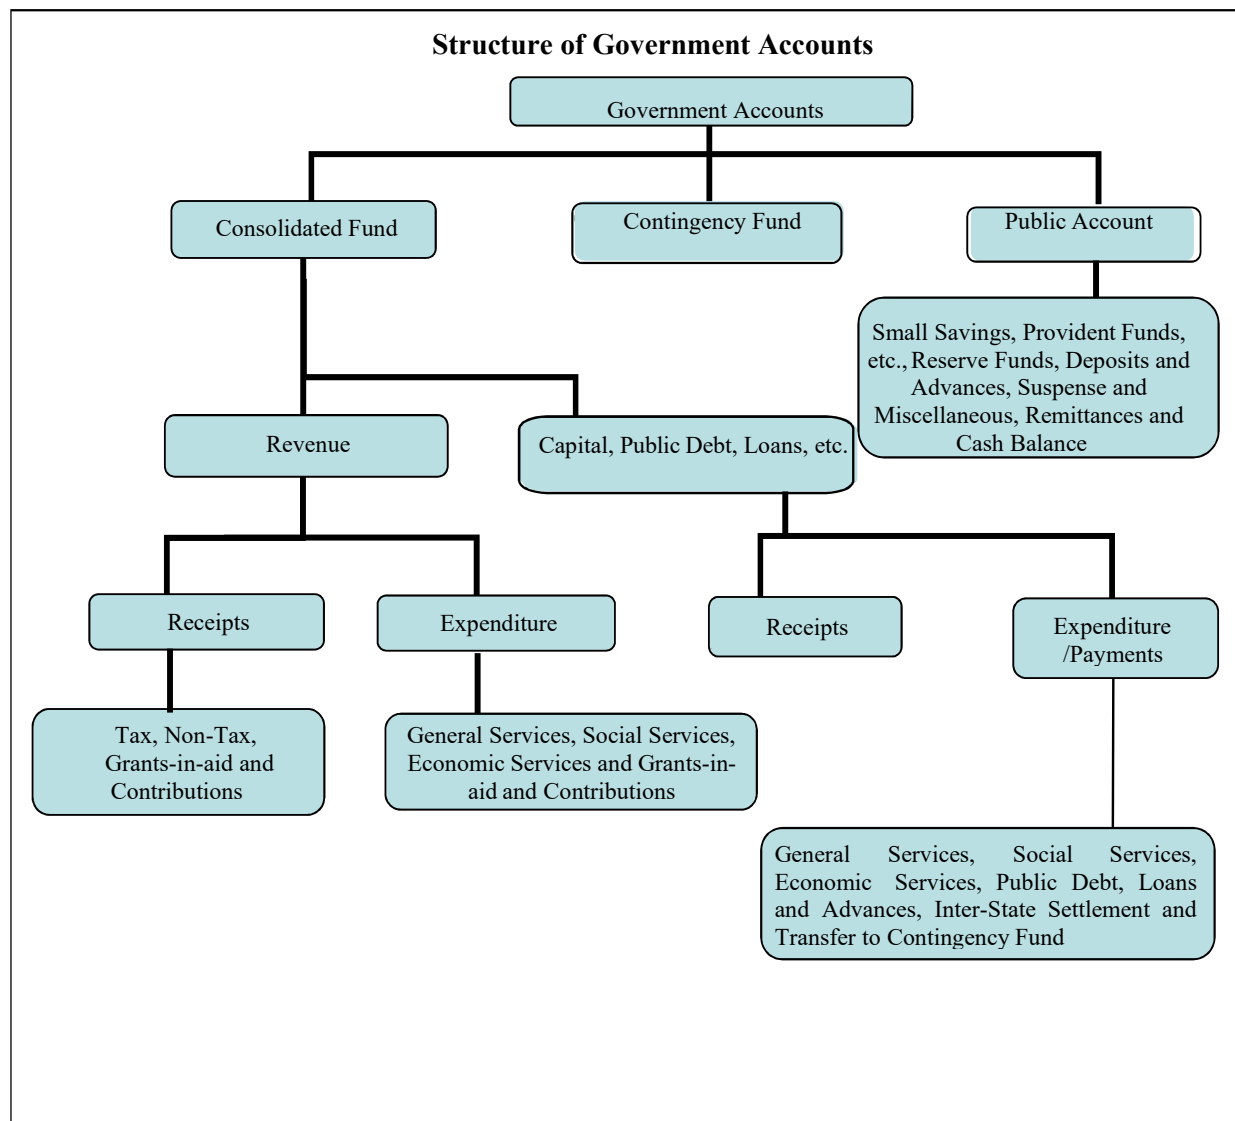 Structure of Government Accounts
Government Accounts
Consolidated Fund
Contingency Fund
Public Account
Small Savings, Provident Funds,
etc., Reserve Funds, Deposits and
Advances, Suspense and
Miscellaneous, Remittances and
Cash Balance
Revenue
Capital, Public Debt, Loans, etc.
Receipts
Expenditure
Receipts
Expenditure
/Payments
Tax, Non-Tax,
Grants-in-aid and
Contributions
General Services, Social Services,
Economic Services and Grants-in-
aid and Contributions
General Services, Social Services,
Economic Services, Public Debt, Loans
and Advances, Inter-State Settlement and
Transfer to Contingency Fund